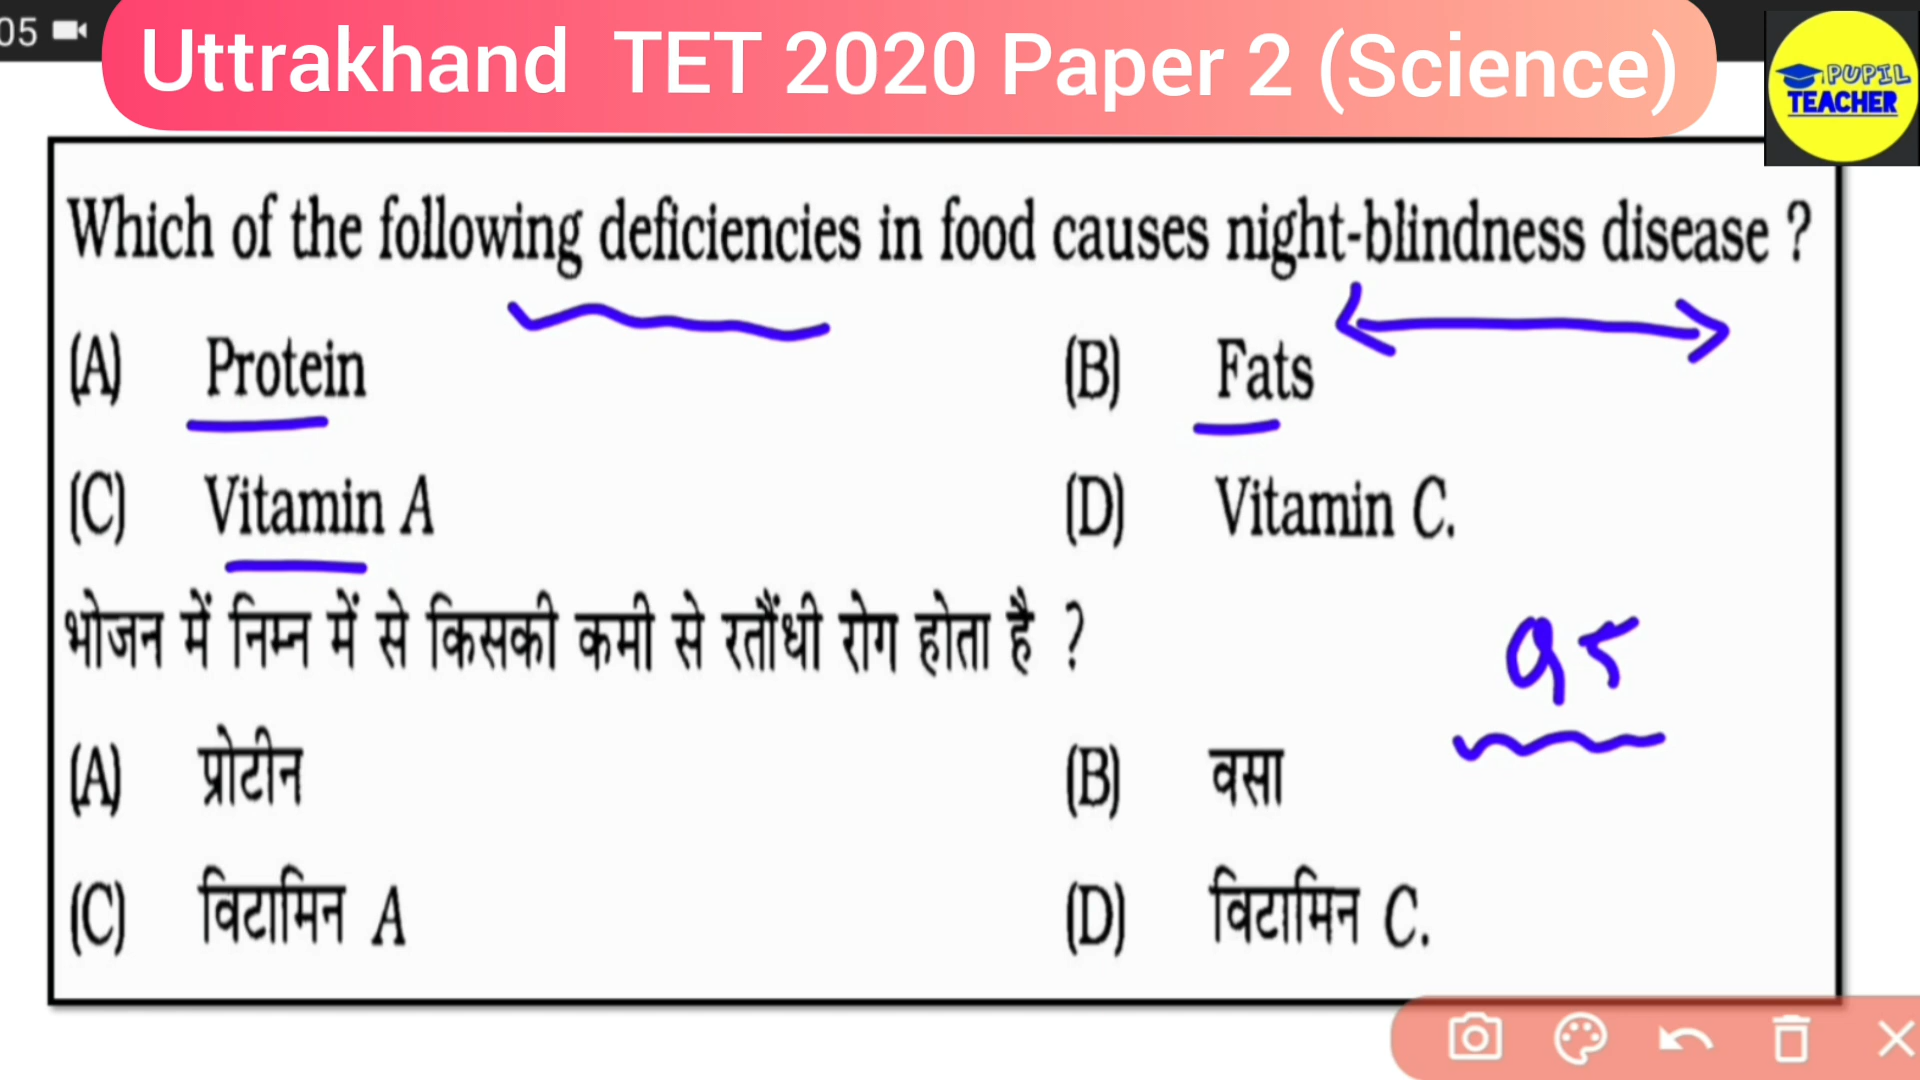 05
Uttrakhand TET 2020 Paper 2 (Science)
PUPIL
TEACHER
Which of the following deficiencies in food causes night-blindness disease ?
(A) Protein (B) Fats
(C) Vitamin A (D) Vitamin C.
भोजन में निम्न में से किसकी कमी से रतौंधी रोग होता है ?
(A) प्रोटीन (B) वसा
(C) विटामिन A (D) विटामिन C.